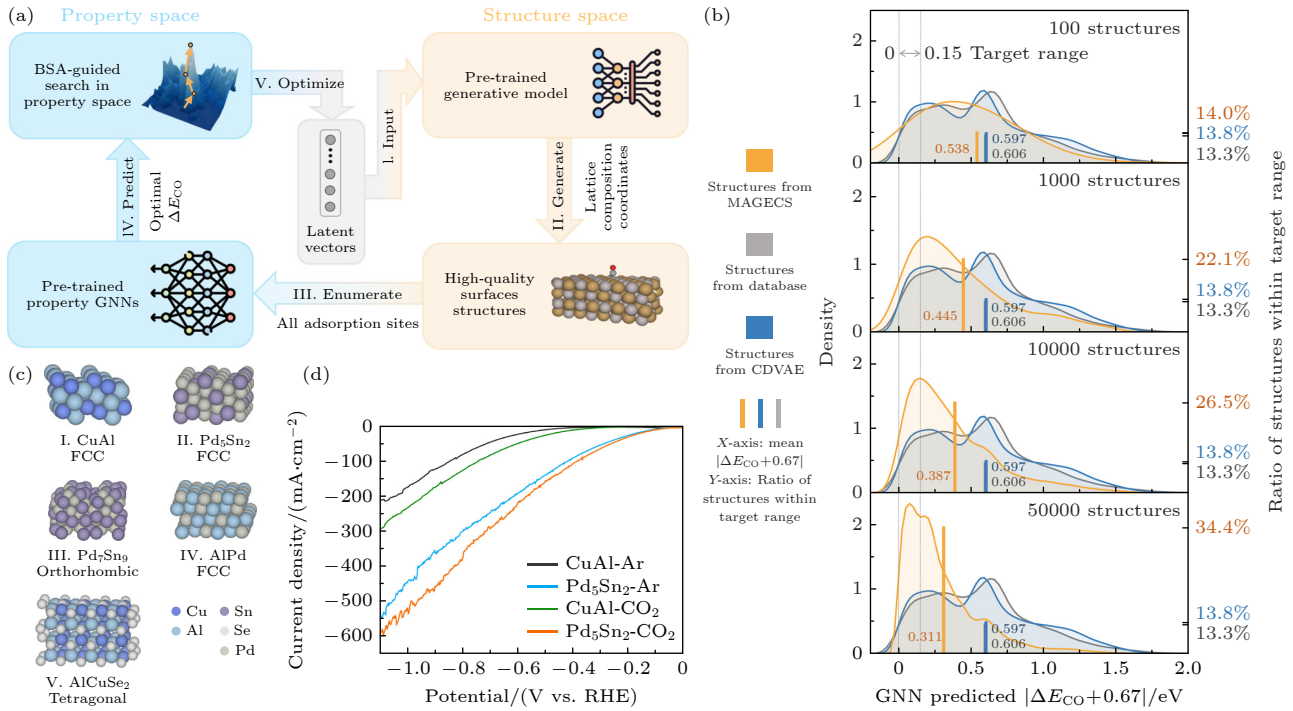 (a)
Property space
Structure space
BSA-guided
search in
property space
V. Optimize
I. Input
Pre-trained
generative model
Latent
vectors
IV. Predict
Optimal
ΔE_CO
II. Generate
Lattice
composition
coordinates
Pre-trained
property GNNs
III. Enumerate
All adsorption sites
High-quality
surfaces
structures
(b)
Structures from
MAGECS
Structures
from database
Structures
from CDVAE
X-axis: mean
|ΔE_CO+0.67|
Y-axis: Ratio of
structures within
target range
Density
100 structures
0
0.15 Target range
2
1
0
0.538
0.597
0.606
14.0%
13.8%
13.3%
1000 structures
2
1
0
0.445
0.597
0.606
22.1%
13.8%
13.3%
10000 structures
2
1
0
0.387
0.597
0.606
26.5%
13.8%
13.3%
50000 structures
2
1
0
0.311
0.597
0.606
34.4%
13.8%
13.3%
0
0.5
1.0
1.5
2.0
GNN predicted |ΔE_CO+0.67|/eV
Ratio of structures within target range
(c)
I. CuAl
FCC
II. Pd₅Sn₂
FCC
III. Pd₇Sn₉
Orthorhombic
IV. AlPd
FCC
V. AlCuSe₂
Tetragonal
Cu
Sn
Al
Se
Pd
(d)
Current density/(mA·cm⁻²)
0
−100
−200
−300
−400
−500
−600
CuAl-Ar
Pd₅Sn₂-Ar
CuAl-CO₂
Pd₅Sn₂-CO₂
−1.0
−0.8
−0.6
−0.4
−0.2
0
Potential/(V vs. RHE)